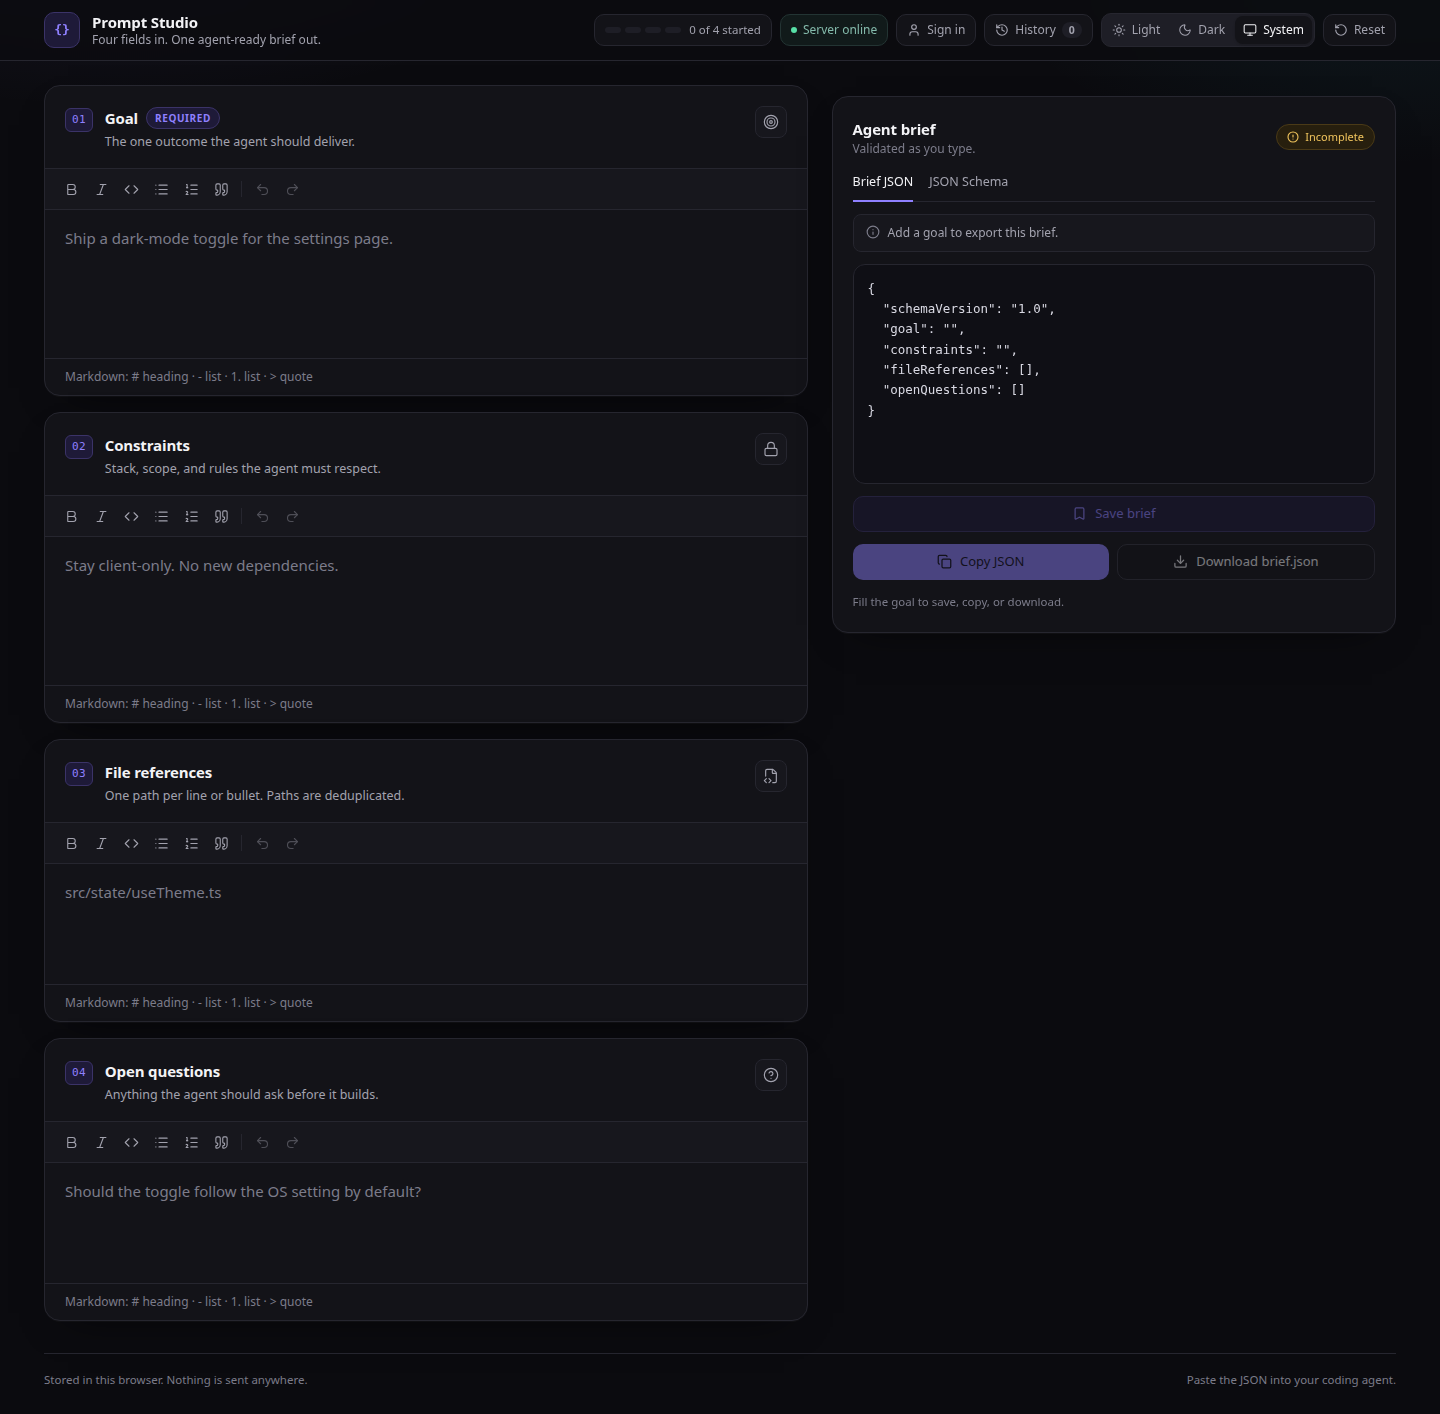 {}
Prompt Studio
Four fields in. One agent-ready brief out.
0 of 4 started
Server online
Sign in
History 0
Light
Dark
System
Reset
01
Goal
REQUIRED
The one outcome the agent should deliver.
Ship a dark-mode toggle for the settings page.
Markdown: # heading · - list · 1. list · > quote
02
Constraints
Stack, scope, and rules the agent must respect.
Stay client-only. No new dependencies.
Markdown: # heading · - list · 1. list · > quote
03
File references
One path per line or bullet. Paths are deduplicated.
src/state/useTheme.ts
Markdown: # heading · - list · 1. list · > quote
04
Open questions
Anything the agent should ask before it builds.
Should the toggle follow the OS setting by default?
Markdown: # heading · - list · 1. list · > quote
Agent brief
Validated as you type.
Incomplete
Brief JSON
JSON Schema
Add a goal to export this brief.
{
  "schemaVersion": "1.0",
  "goal": "",
  "constraints": "",
  "fileReferences": [],
  "openQuestions": []
}
Save brief
Copy JSON
Download brief.json
Fill the goal to save, copy, or download.
Stored in this browser. Nothing is sent anywhere.
Paste the JSON into your coding agent.